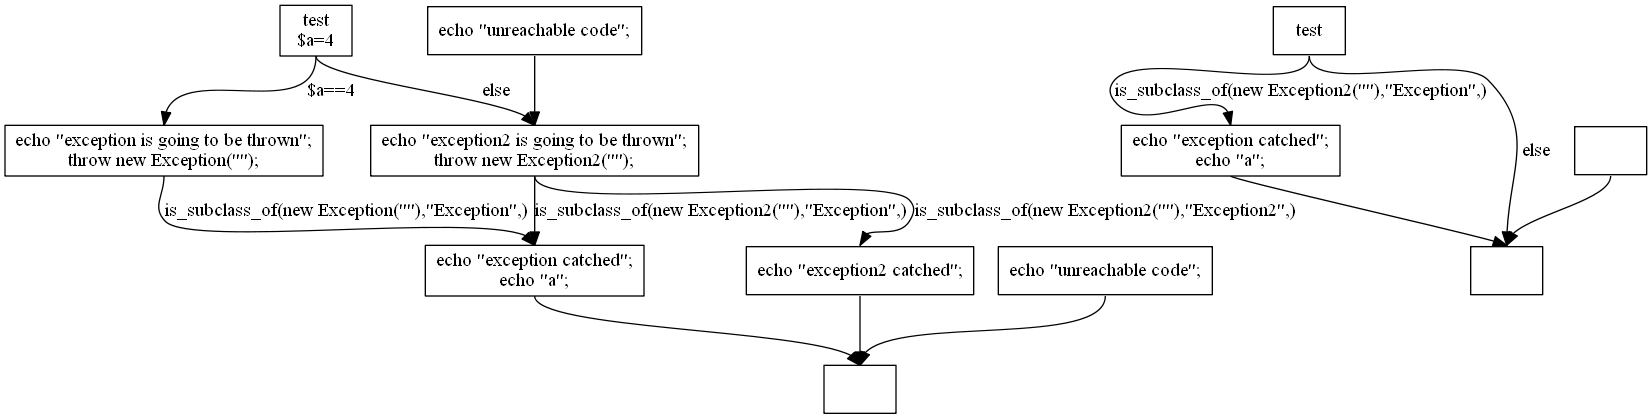 test
$a=4
echo "unreachable code";
test
$a==4
else
is_subclass_of(new Exception2(""),"Exception",)
echo "exception is going to be thrown";
throw new Exception("");
echo "exception2 is going to be thrown";
throw new Exception2("");
echo "exception catched";
echo "a";
else
is_subclass_of(new Exception(""),"Exception",)
is_subclass_of(new Exception2(""),"Exception",)
is_subclass_of(new Exception2(""),"Exception2",)
echo "exception catched";
echo "a";
echo "exception2 catched";
echo "unreachable code";